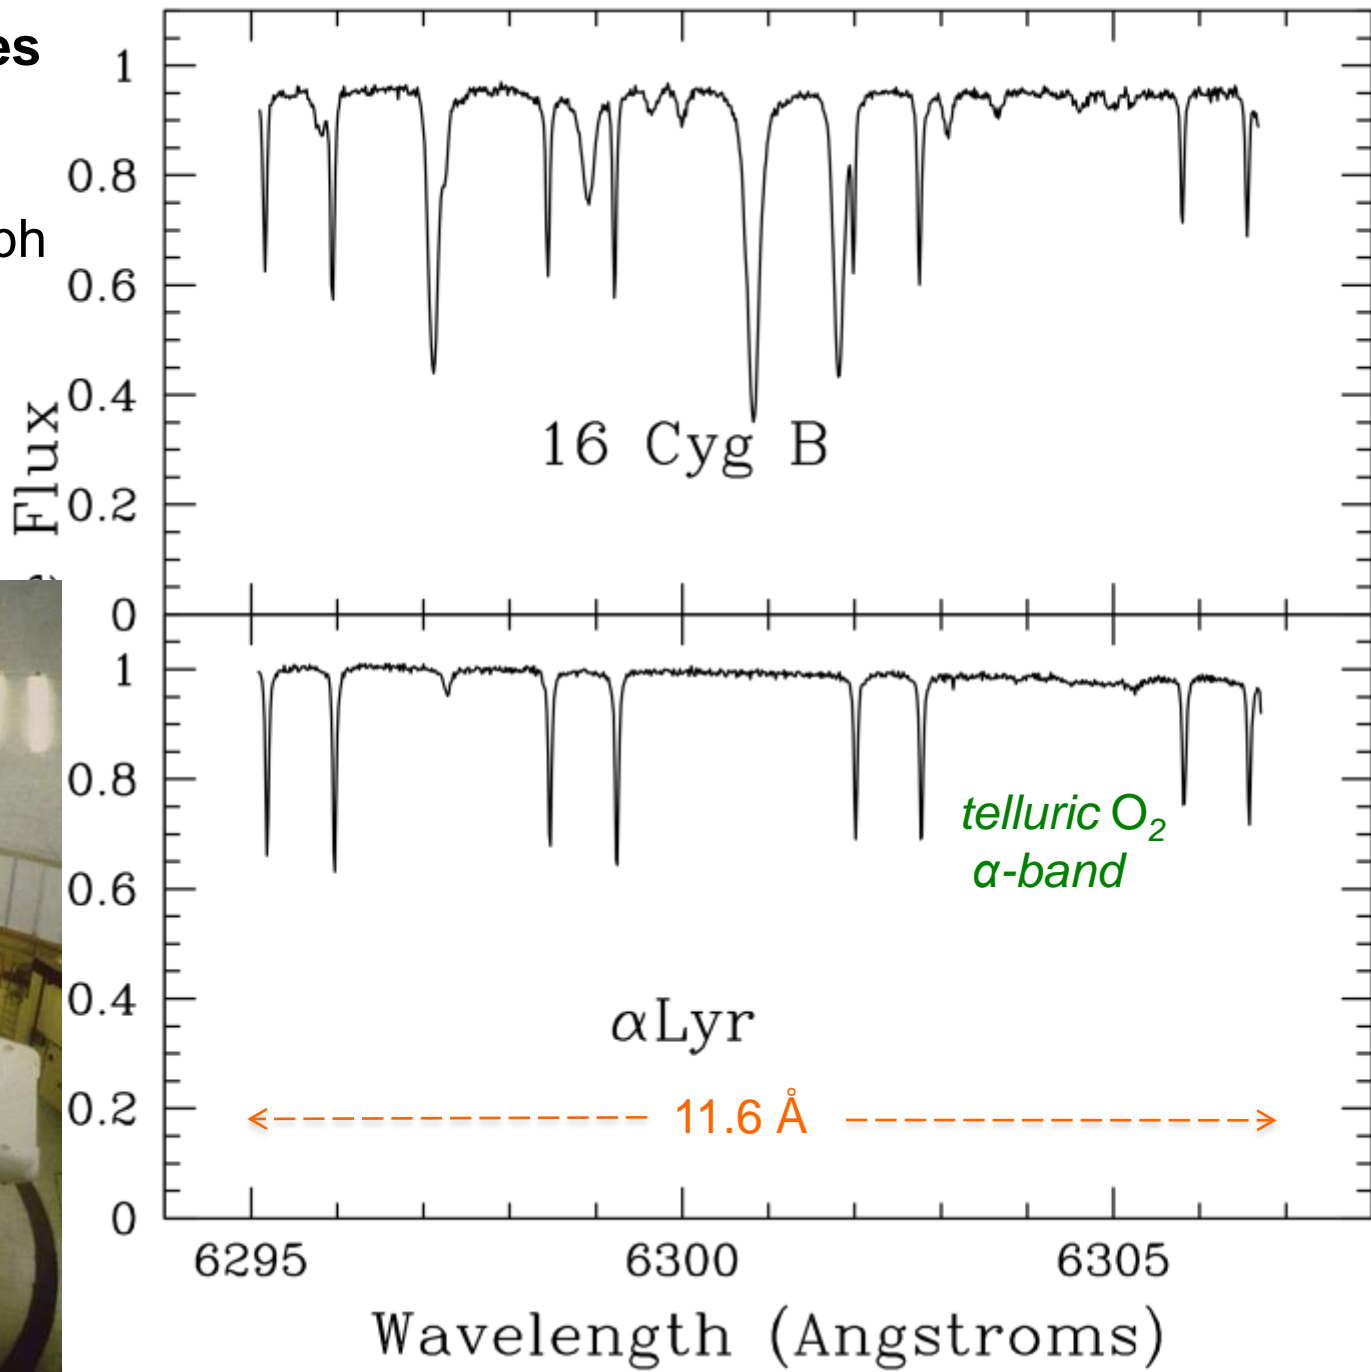 es
ph
Flux
1
0.8
0.6
0.4
0.2
0
16 Cyg B
1
0.8
0.6
0.4
0.2
0
telluric O₂
α-band
αLyr
11.6 Å
6295 6300 6305
Wavelength (Angstroms)